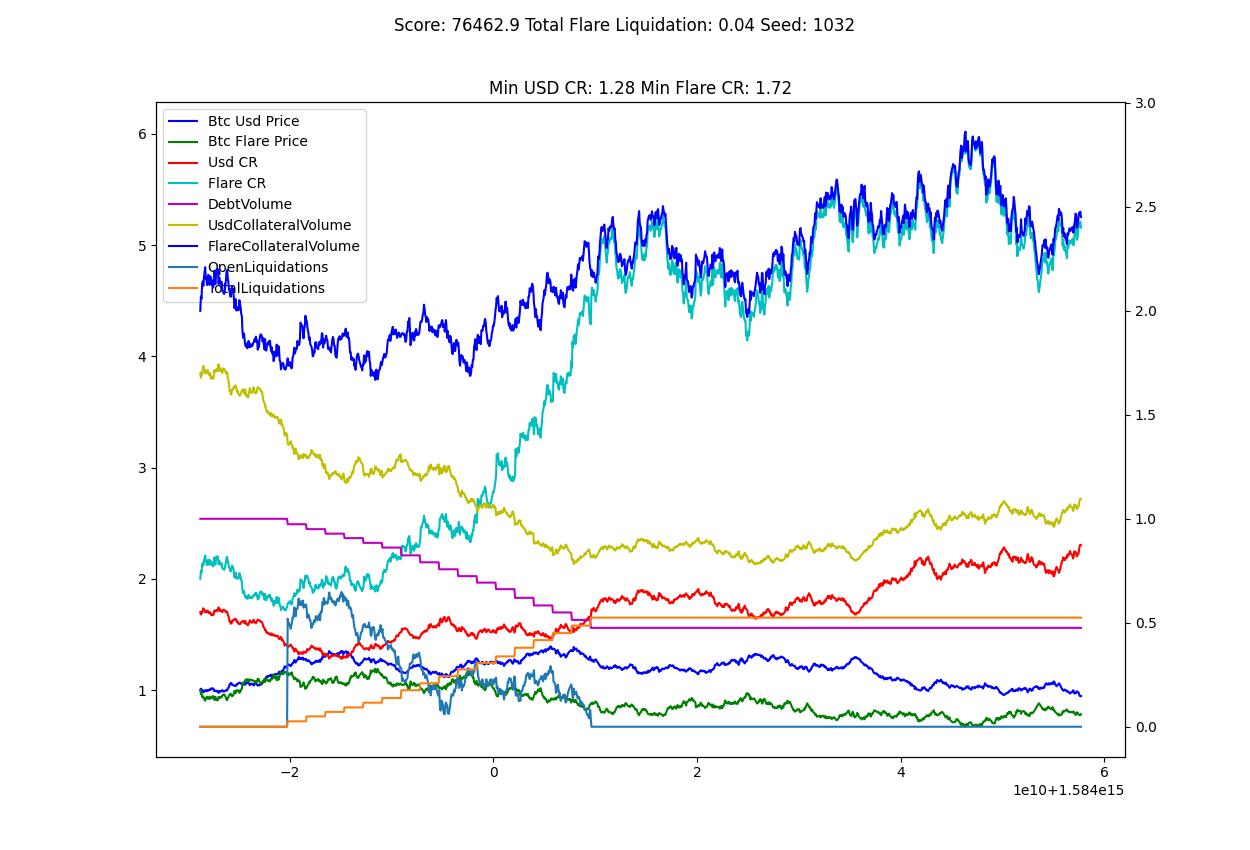 Score: 76462.9 Total Flare Liquidation: 0.04 Seed: 1032
Min USD CR: 1.28 Min Flare CR: 1.72
Btc Usd Price
Btc Flare Price
Usd CR
Flare CR
DebtVolume
UsdCollateralVolume
FlareCollateralVolume
OpenLiquidations
TotalLiquidations
6
5
4
3
2
1
3.0
2.5
2.0
1.5
1.0
0.5
0.0
−2
0
2
4
6
1e10+1.584e15